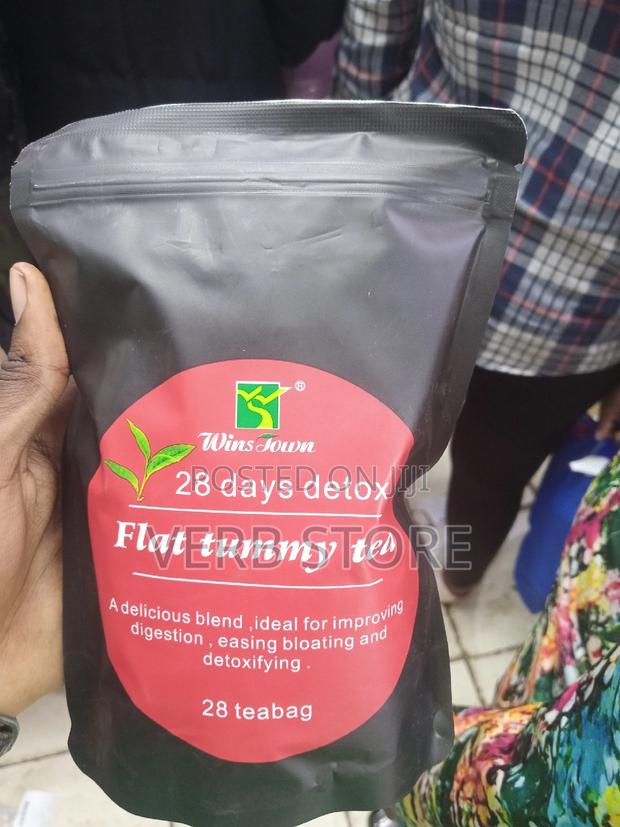 ®
Wins Town
28 days detox
POSTED ON JIJI
Flat tummy tea
VERB STORE
A delicious blend ,ideal for improving
digestion , easing bloating and
detoxifying .
28 teabag